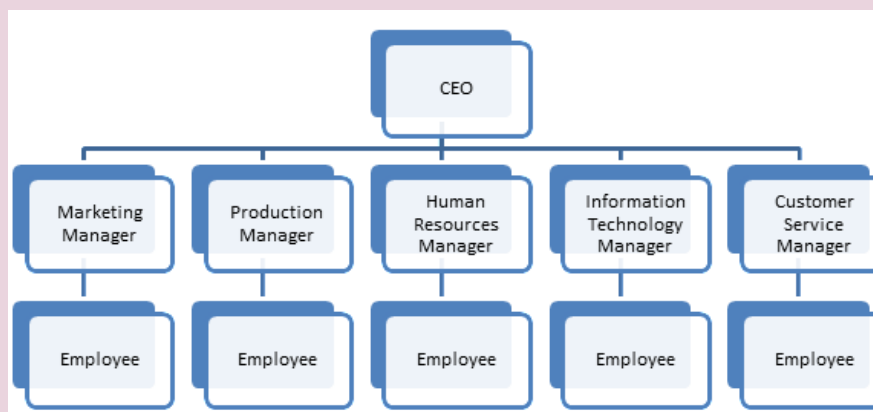 CEO
Marketing
Manager
Production
Manager
Human
Resources
Manager
Information
Technology
Manager
Customer
Service
Manager
Employee
Employee
Employee
Employee
Employee